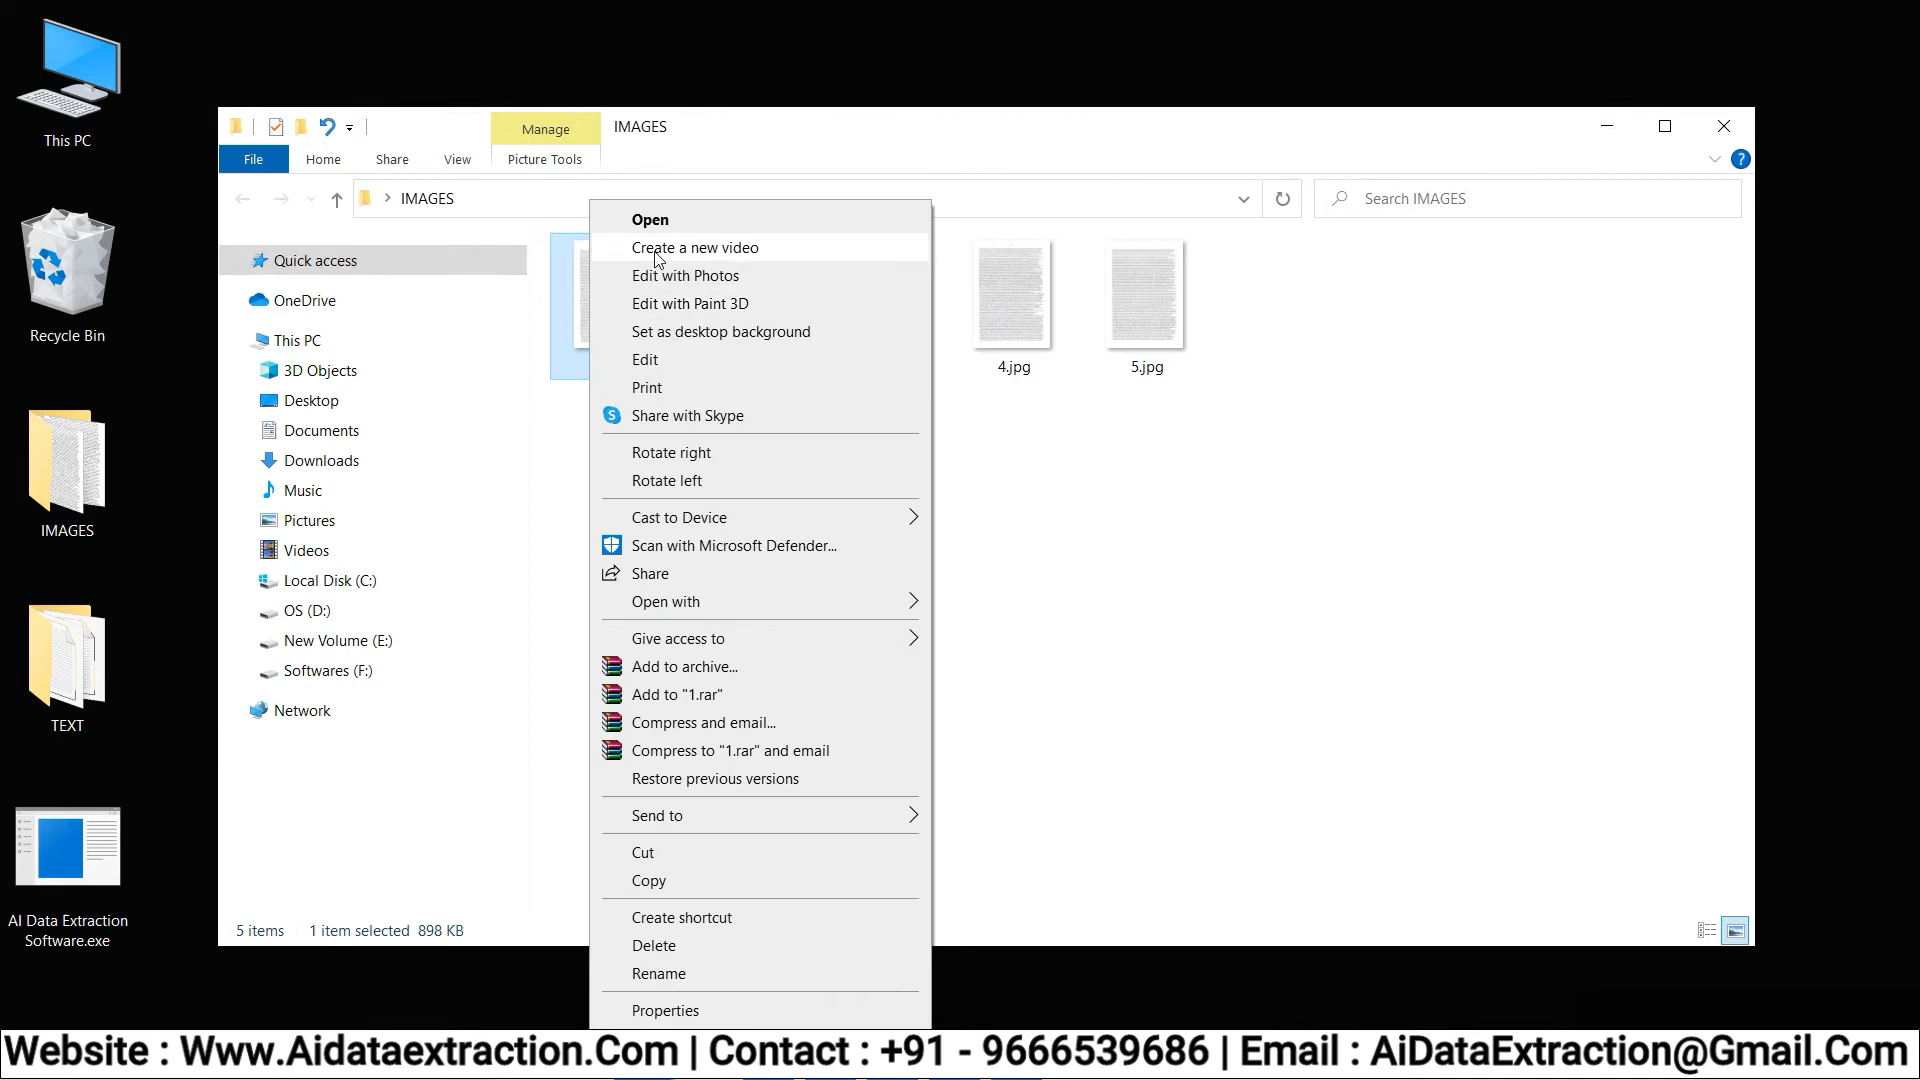 This PC
Recycle Bin
IMAGES
TEXT
AI Data Extraction
Software.exe
Manage
IMAGES
File
Home
Share
View
Picture Tools
IMAGES
Search IMAGES
Quick access
OneDrive
This PC
3D Objects
Desktop
Documents
Downloads
Music
Pictures
Videos
Local Disk (C:)
OS (D:)
New Volume (E:)
Softwares (F:)
Network
4.jpg
5.jpg
Open
Create a new video
Edit with Photos
Edit with Paint 3D
Set as desktop background
Edit
Print
Share with Skype
Rotate right
Rotate left
Cast to Device
Scan with Microsoft Defender...
Share
Open with
Give access to
Add to archive...
Add to "1.rar"
Compress and email...
Compress to "1.rar" and email
Restore previous versions
Send to
Cut
Copy
Create shortcut
Delete
Rename
Properties
5 items
1 item selected 898 KB
Website : Www.Aidataextraction.Com | Contact : +91 - 9666539686 | Email : AiDataExtraction@Gmail.Com